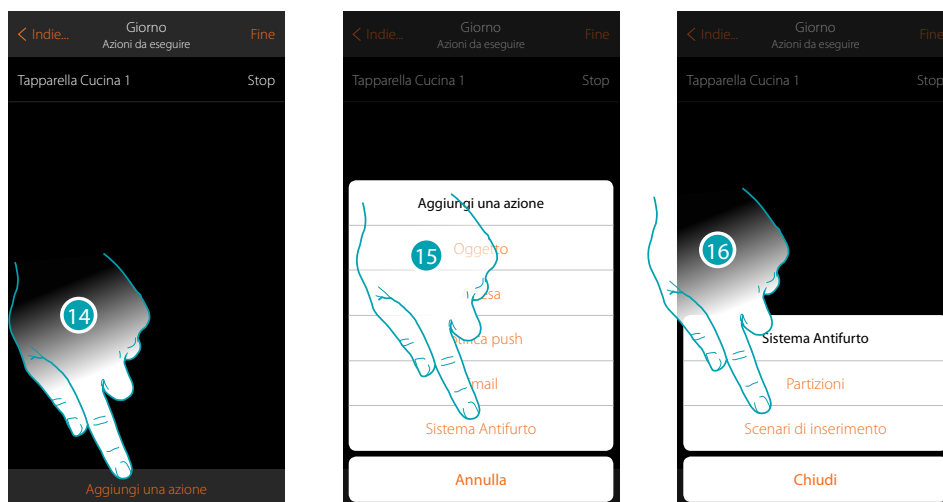 < Indie...
Giorno
Azioni da eseguire
Fine
Tapparella Cucina 1 Stop
14
Aggiungi una azione
< Indie...
Giorno
Azioni da eseguire
Fine
Tapparella Cucina 1 Stop
Aggiungi una azione
15
Oggetto
push
Sistema Antifurto
Annulla
< Indie...
Giorno
Azioni da eseguire
Fine
Tapparella Cucina 1 Stop
16
Sistema Antifurto
Partizioni
Scenari di inserimento
Chiudi